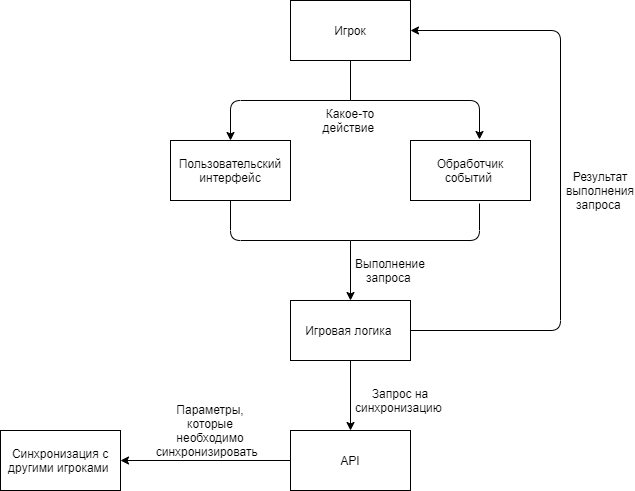 Игрок
Какое-то
действие
Пользовательский
интерфейс
Обработчик
событий
Результат
выполнения
запроса
Выполнение
запроса
Игровая логика
Запрос на
синхронизацию
Параметры,
которые
необходимо
синхронизировать
Синхронизация с
другими игроками
API